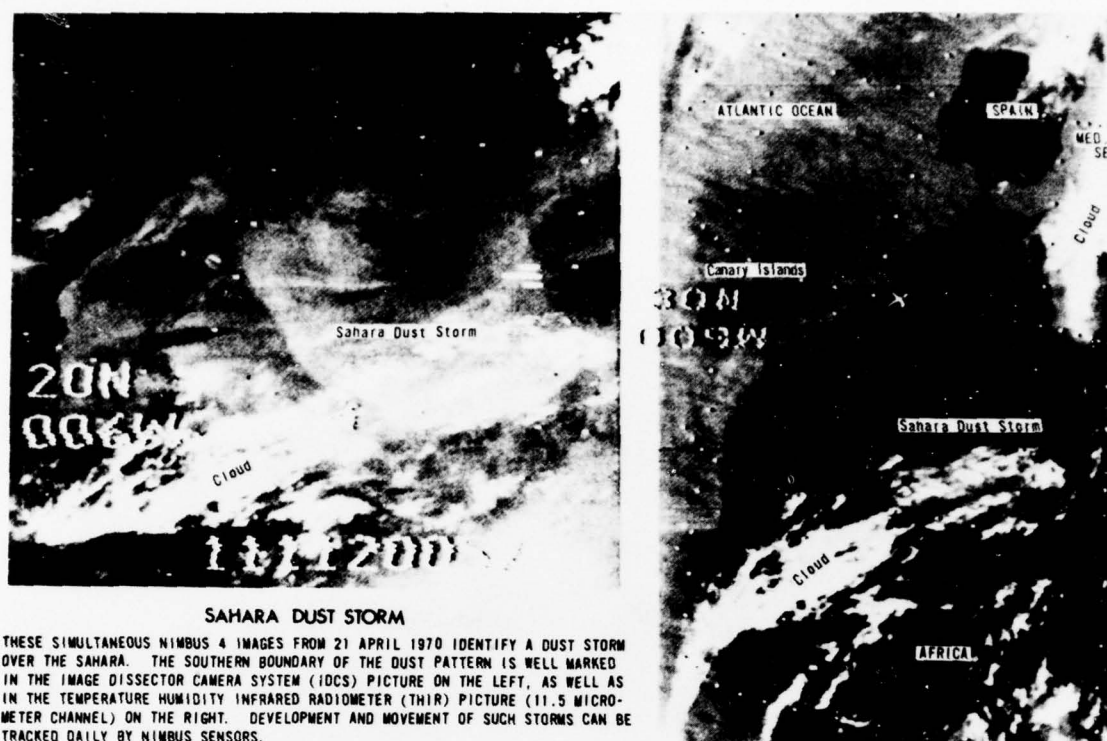 Sahara Dust Storm
20N
006W
Cloud
111120D
ATLANTIC OCEAN
SPAIN
MED.
SE
Cloud
Canary Islands
30N
009W
Sahara Dust Storm
Cloud
AFRICA
SAHARA DUST STORM
THESE SIMULTANEOUS NIMBUS 4 IMAGES FROM 21 APRIL 1970 IDENTIFY A DUST STORM
OVER THE SAHARA. THE SOUTHERN BOUNDARY OF THE DUST PATTERN IS WELL MARKED
IN THE IMAGE DISSECTOR CAMERA SYSTEM (IDCS) PICTURE ON THE LEFT, AS WELL AS
IN THE TEMPERATURE HUMIDITY INFRARED RADIOMETER (THIR) PICTURE (11.5 MICRO-
METER CHANNEL) ON THE RIGHT. DEVELOPMENT AND MOVEMENT OF SUCH STORMS CAN BE
TRACKED DAILY BY NIMBUS SENSORS.